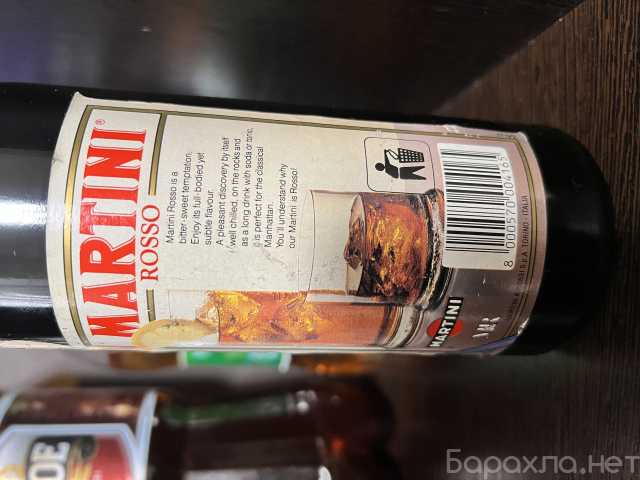 MARTINI®
ROSSO
Martini Rosso is a
bitter-sweet temptation.
Enjoy its full-bodied yet
subtle flavour.
A pleasant discovery by itself
well chilled, on the rocks and
as a long drink with soda or tonic,
is perfect for the classical
Manhattan.
You'll understand why
our Martini is Rosso!
MARTINI
8 000570 004165
TORINO ITALIA
OE
Барахла.нет